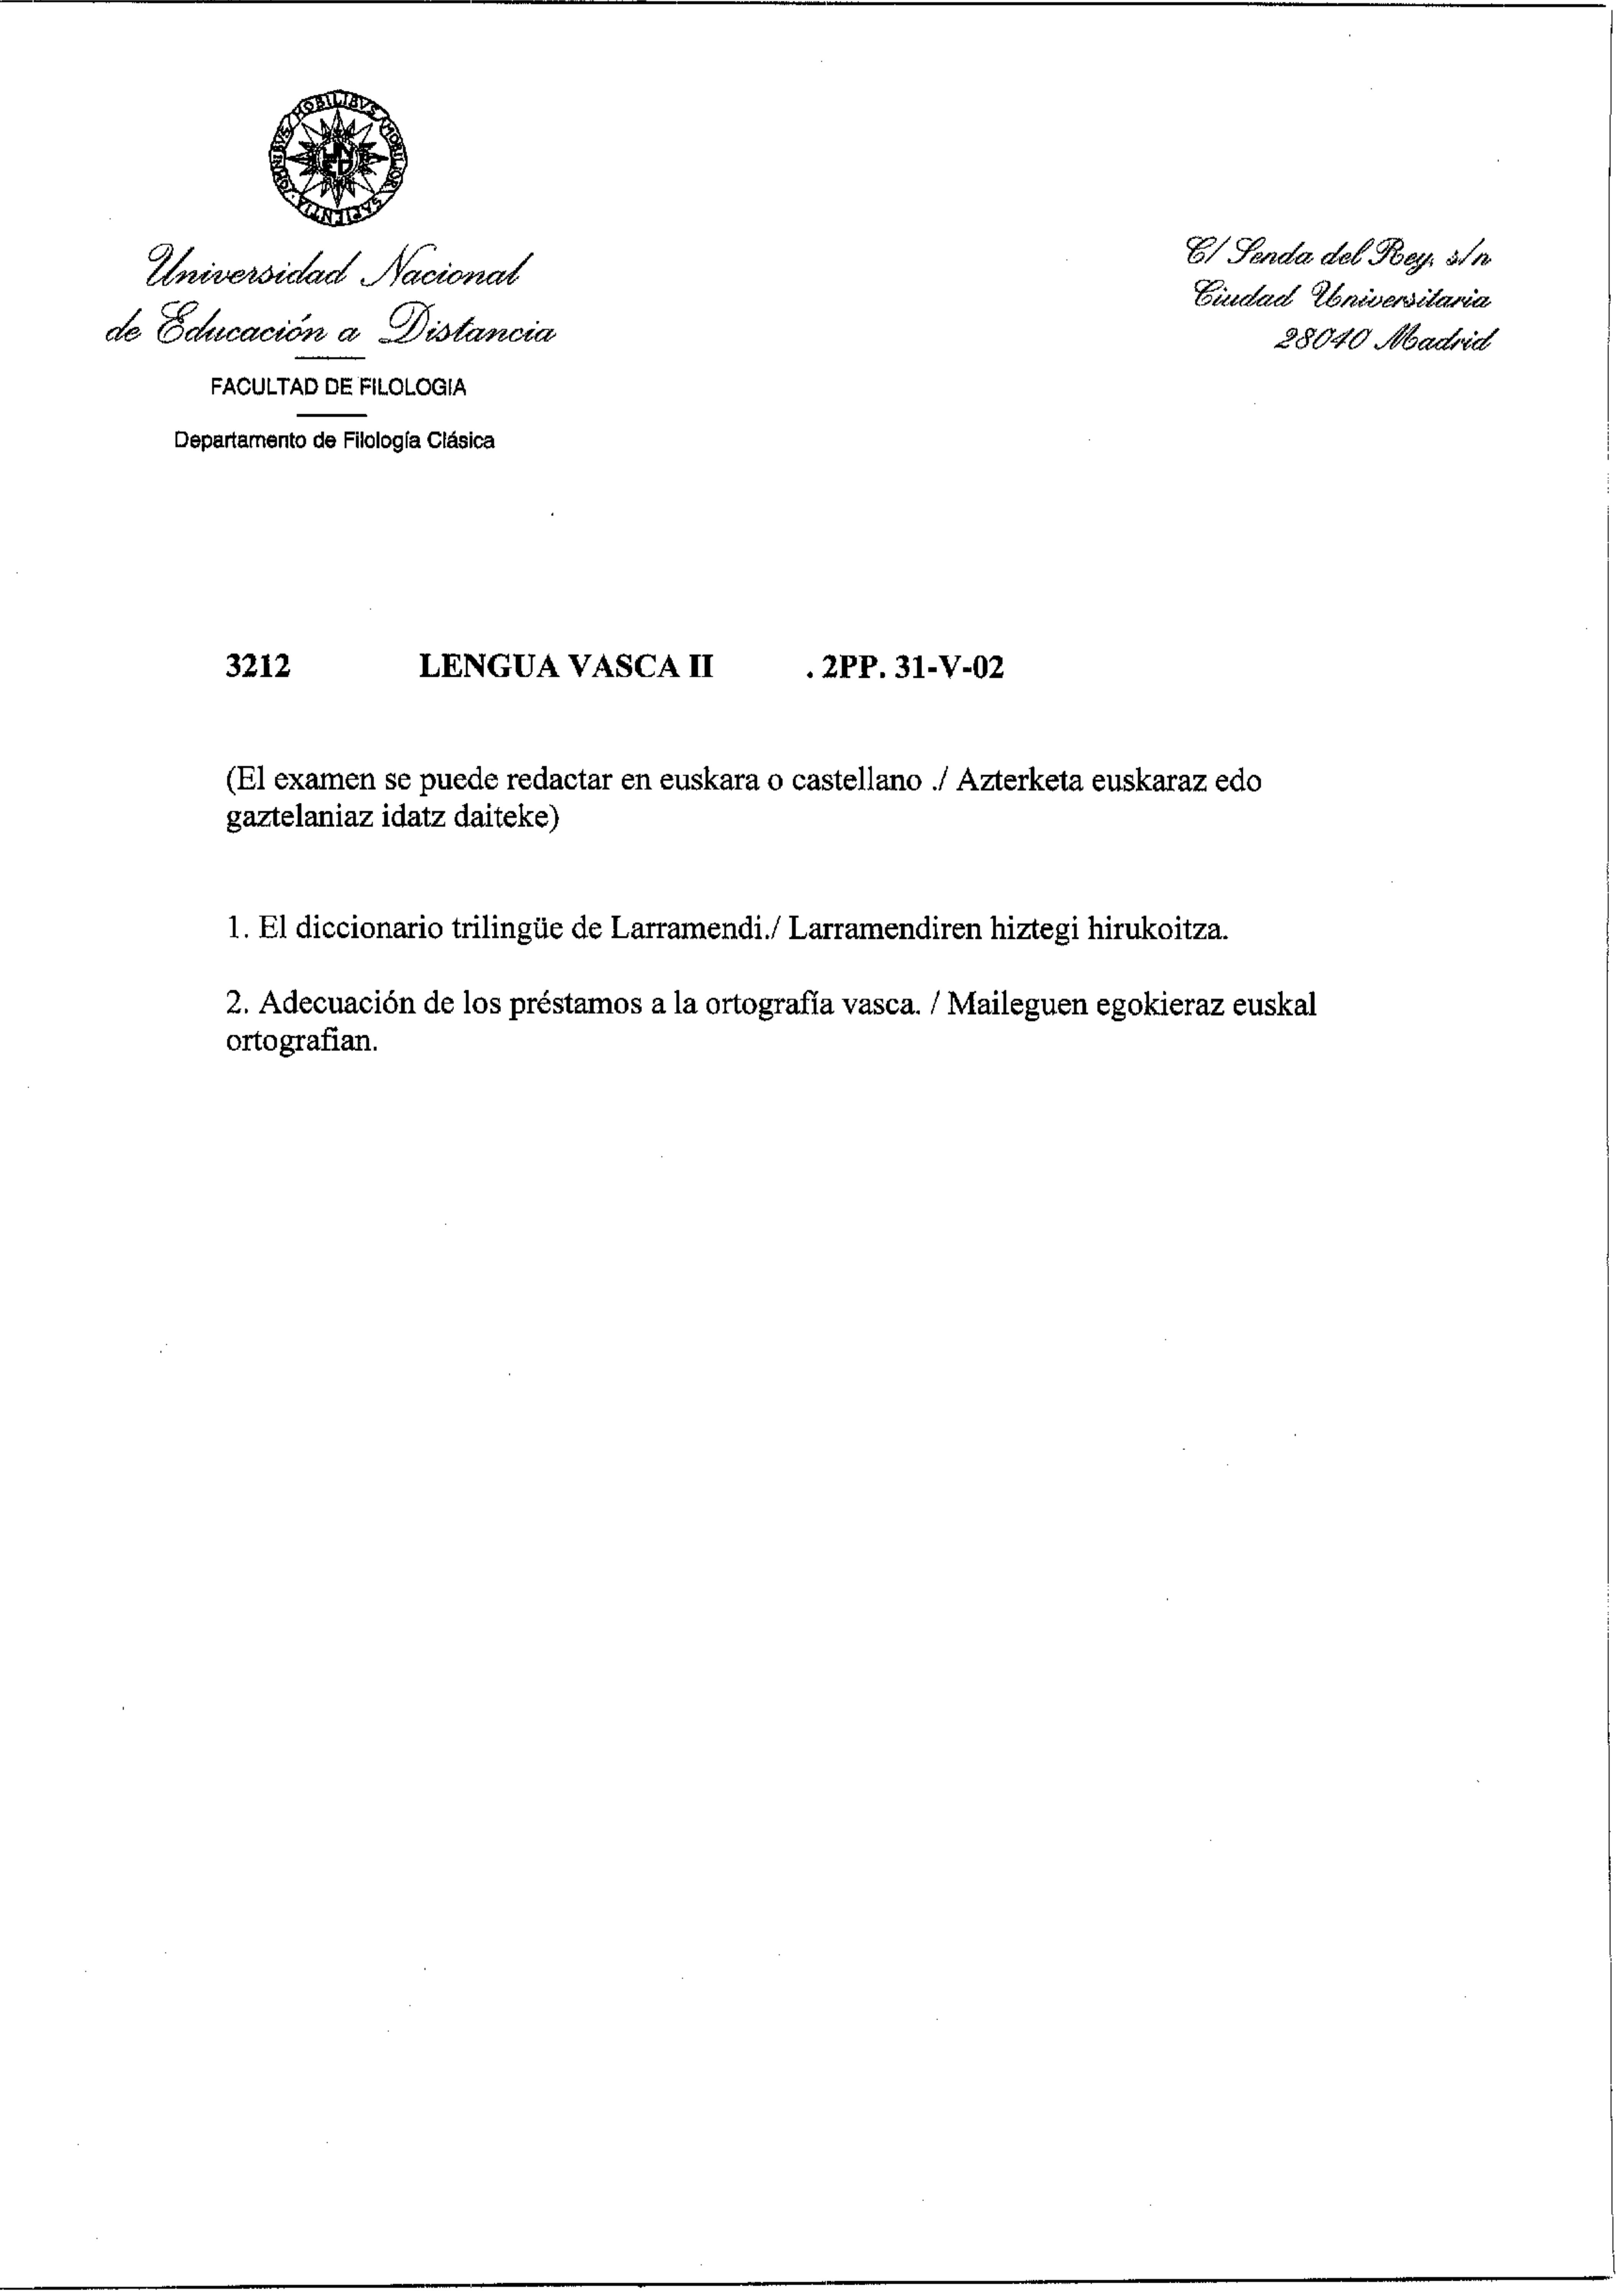 OMNIBVS MOBILIBVS MOBILIOR SAPIENTIA
UNED
Universidad Nacional
de Educación a Distancia
FACULTAD DE FILOLOGIA
Departamento de Filología Clásica
C/ Senda del Rey, s/n
Ciudad Universitaria
28040 Madrid
3212 LENGUA VASCA II . 2PP. 31-V-02
(El examen se puede redactar en euskara o castellano ./ Azterketa euskaraz edo
gaztelaniaz idatz daiteke)
1. El diccionario trilingüe de Larramendi./ Larramendiren hiztegi hirukoitza.
2. Adecuación de los préstamos a la ortografía vasca. / Maileguen egokieraz euskal
ortografian.